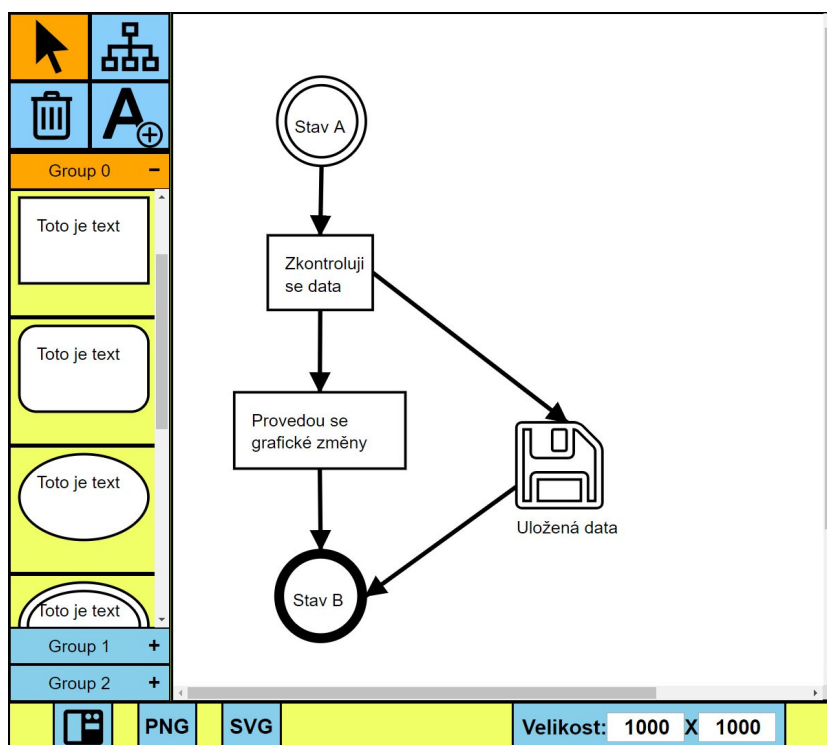 A
Group 0 −
Toto je text
Toto je text
Toto je text
Toto je text
Group 1 +
Group 2 +
Stav A
Zkontroluji
se data
Provedou se
grafické změny
Uložená data
Stav B
PNG
SVG
Velikost: 1000 X 1000